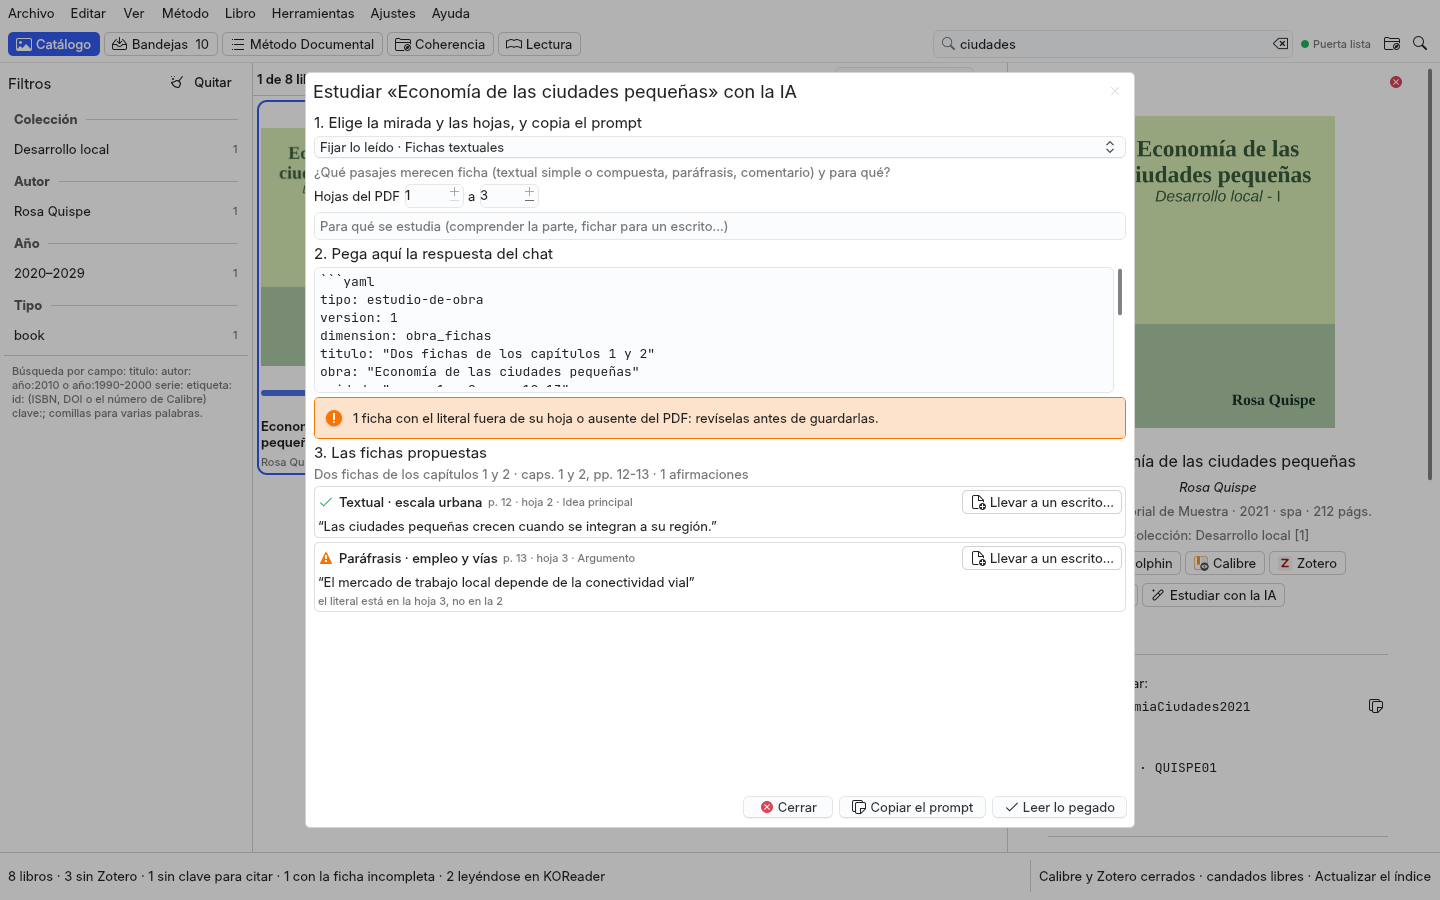 Archivo Editar Ver Método Libro Herramientas Ajustes Ayuda
Catálogo Bandejas 10 Método Documental Coherencia Lectura ciudades Puerta lista
Filtros Quitar
Colección
Desarrollo local 1
Autor
Rosa Quispe 1
Año
2020–2029 1
Tipo
book 1
Búsqueda por campo: titulo: autor:
año:2010 o año:1990-2000 serie: etiqueta:
id: (ISBN, DOI o el número de Calibre)
clave:; comillas para varias palabras.
1 de 8
Rosa
Estudiar «Economía de las ciudades pequeñas» con la IA
1. Elige la mirada y las hojas, y copia el prompt
Fijar lo leído · Fichas textuales
¿Qué pasajes merecen ficha (textual simple o compuesta, paráfrasis, comentario) y para qué?
Hojas del PDF 1 a 3
Para qué se estudia (comprender la parte, fichar para un escrito...)
2. Pega aquí la respuesta del chat
```yaml
tipo: estudio-de-obra
version: 1
dimension: obra_fichas
titulo: "Dos fichas de los capítulos 1 y 2"
obra: "Economía de las ciudades pequeñas"
1 ficha con el literal fuera de su hoja o ausente del PDF: revíselas antes de guardarlas.
3. Las fichas propuestas
Dos fichas de los capítulos 1 y 2 · caps. 1 y 2, pp. 12-13 · 1 afirmaciones
Textual · escala urbana p. 12 · hoja 2 · Idea principal Llevar a un escrito...
“Las ciudades pequeñas crecen cuando se integran a su región.”
Paráfrasis · empleo y vías p. 13 · hoja 3 · Argumento Llevar a un escrito...
“El mercado de trabajo local depende de la conectividad vial”
el literal está en la hoja 3, no en la 2
Cerrar Copiar el prompt Leer lo pegado
Economía de las
ciudades pequeñas
Desarrollo local - I
Rosa Quispe
de las ciudades pequeñas
Rosa Quispe
de Muestra · 2021 · spa · 212 págs.
Colección: Desarrollo local [1]
Calibre Zotero
Estudiar con la IA
· QUISPE01
8 libros · 3 sin Zotero · 1 sin clave para citar · 1 con la ficha incompleta · 2 leyéndose en KOReader
Calibre y Zotero cerrados · candados libres · Actualizar el índice